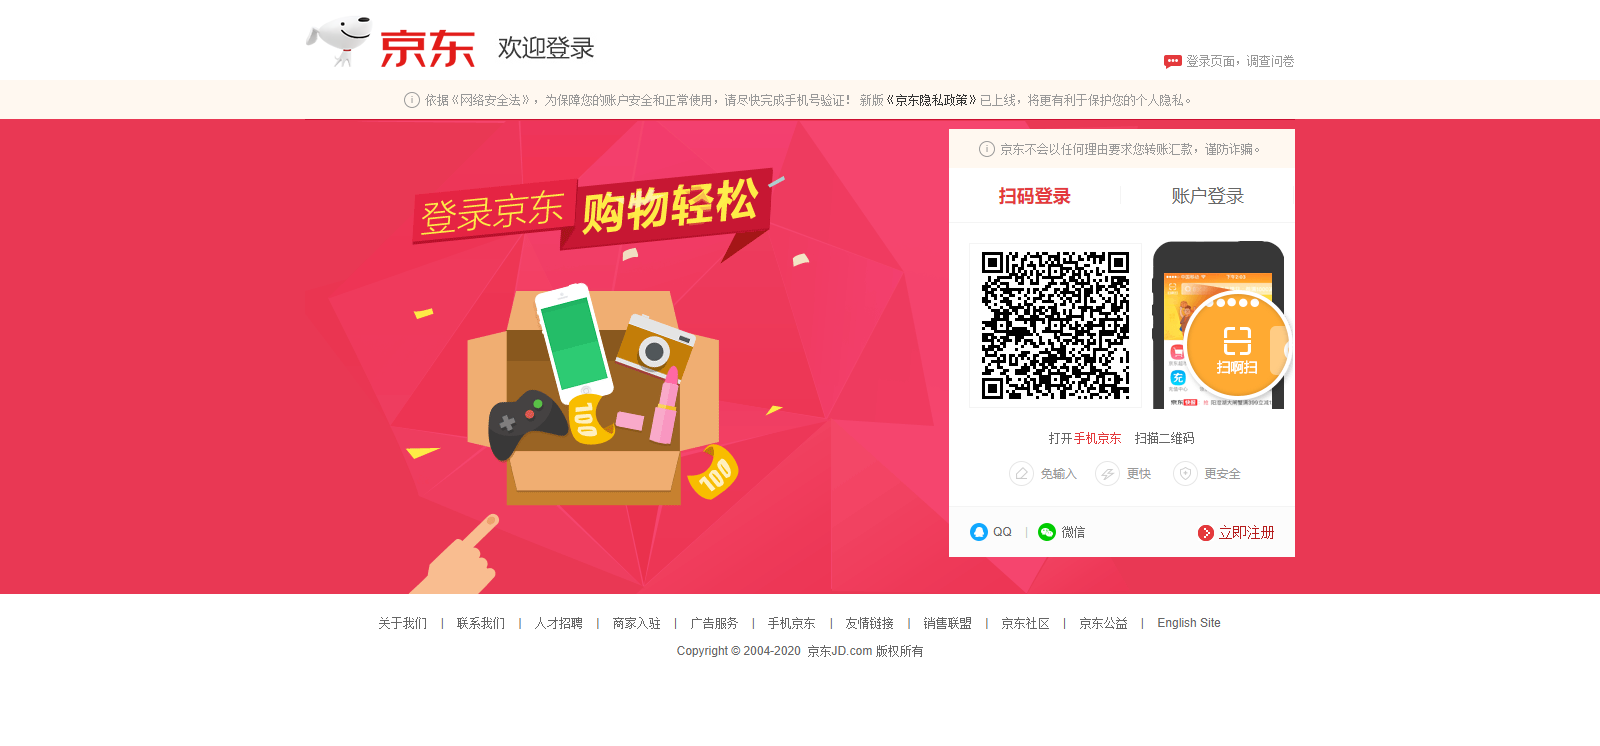 京东 欢迎登录
登录页面，调查问卷
依据《网络安全法》，为保障您的账户安全和正常使用，请尽快完成手机号验证！ 新版《京东隐私政策》已上线，将更有利于保护您的个人隐私。
京东不会以任何理由要求您转账汇款，谨防诈骗。
登录京东 购物轻松
扫码登录 账户登录
扫啊扫
100
100
打开手机京东 扫描二维码
免输入 更快 更安全
QQ | 微信 立即注册
关于我们 | 联系我们 | 人才招聘 | 商家入驻 | 广告服务 | 手机京东 | 友情链接 | 销售联盟 | 京东社区 | 京东公益 | English Site
Copyright © 2004-2020 京东JD.com 版权所有